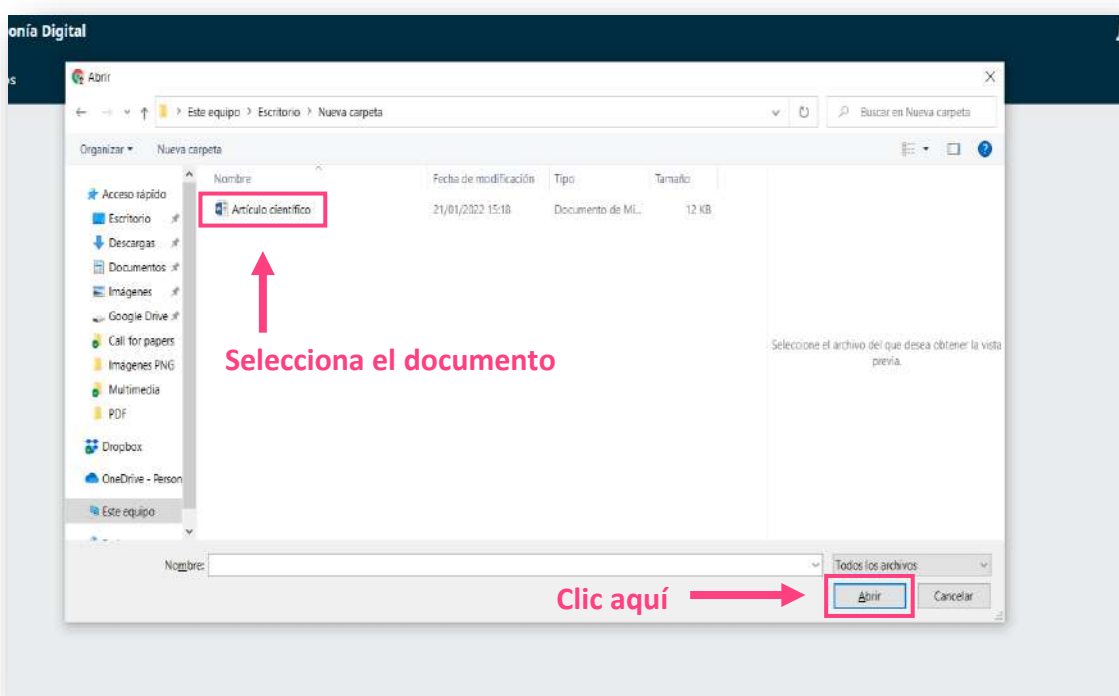 onía Digital
os
Abrir
Este equipo > Escritorio > Nueva carpeta
Buscar en Nueva carpeta
Organizar
Nueva carpeta
Nombre Fecha de modificación Tipo Tamaño
Acceso rápido
Artículo científico 21/01/2022 15:18 Documento de Mi... 12 KB
Escritorio
Descargas
Documentos
Imágenes
Google Drive
Call for papers
Imágenes PNG
Multimedia
PDF
Dropbox
OneDrive - Person
Este equipo
Selecciona el documento
Seleccione el archivo del que desea obtener la vista
previa.
Nombre:
Todos los archivos
Clic aquí
Abrir
Cancelar